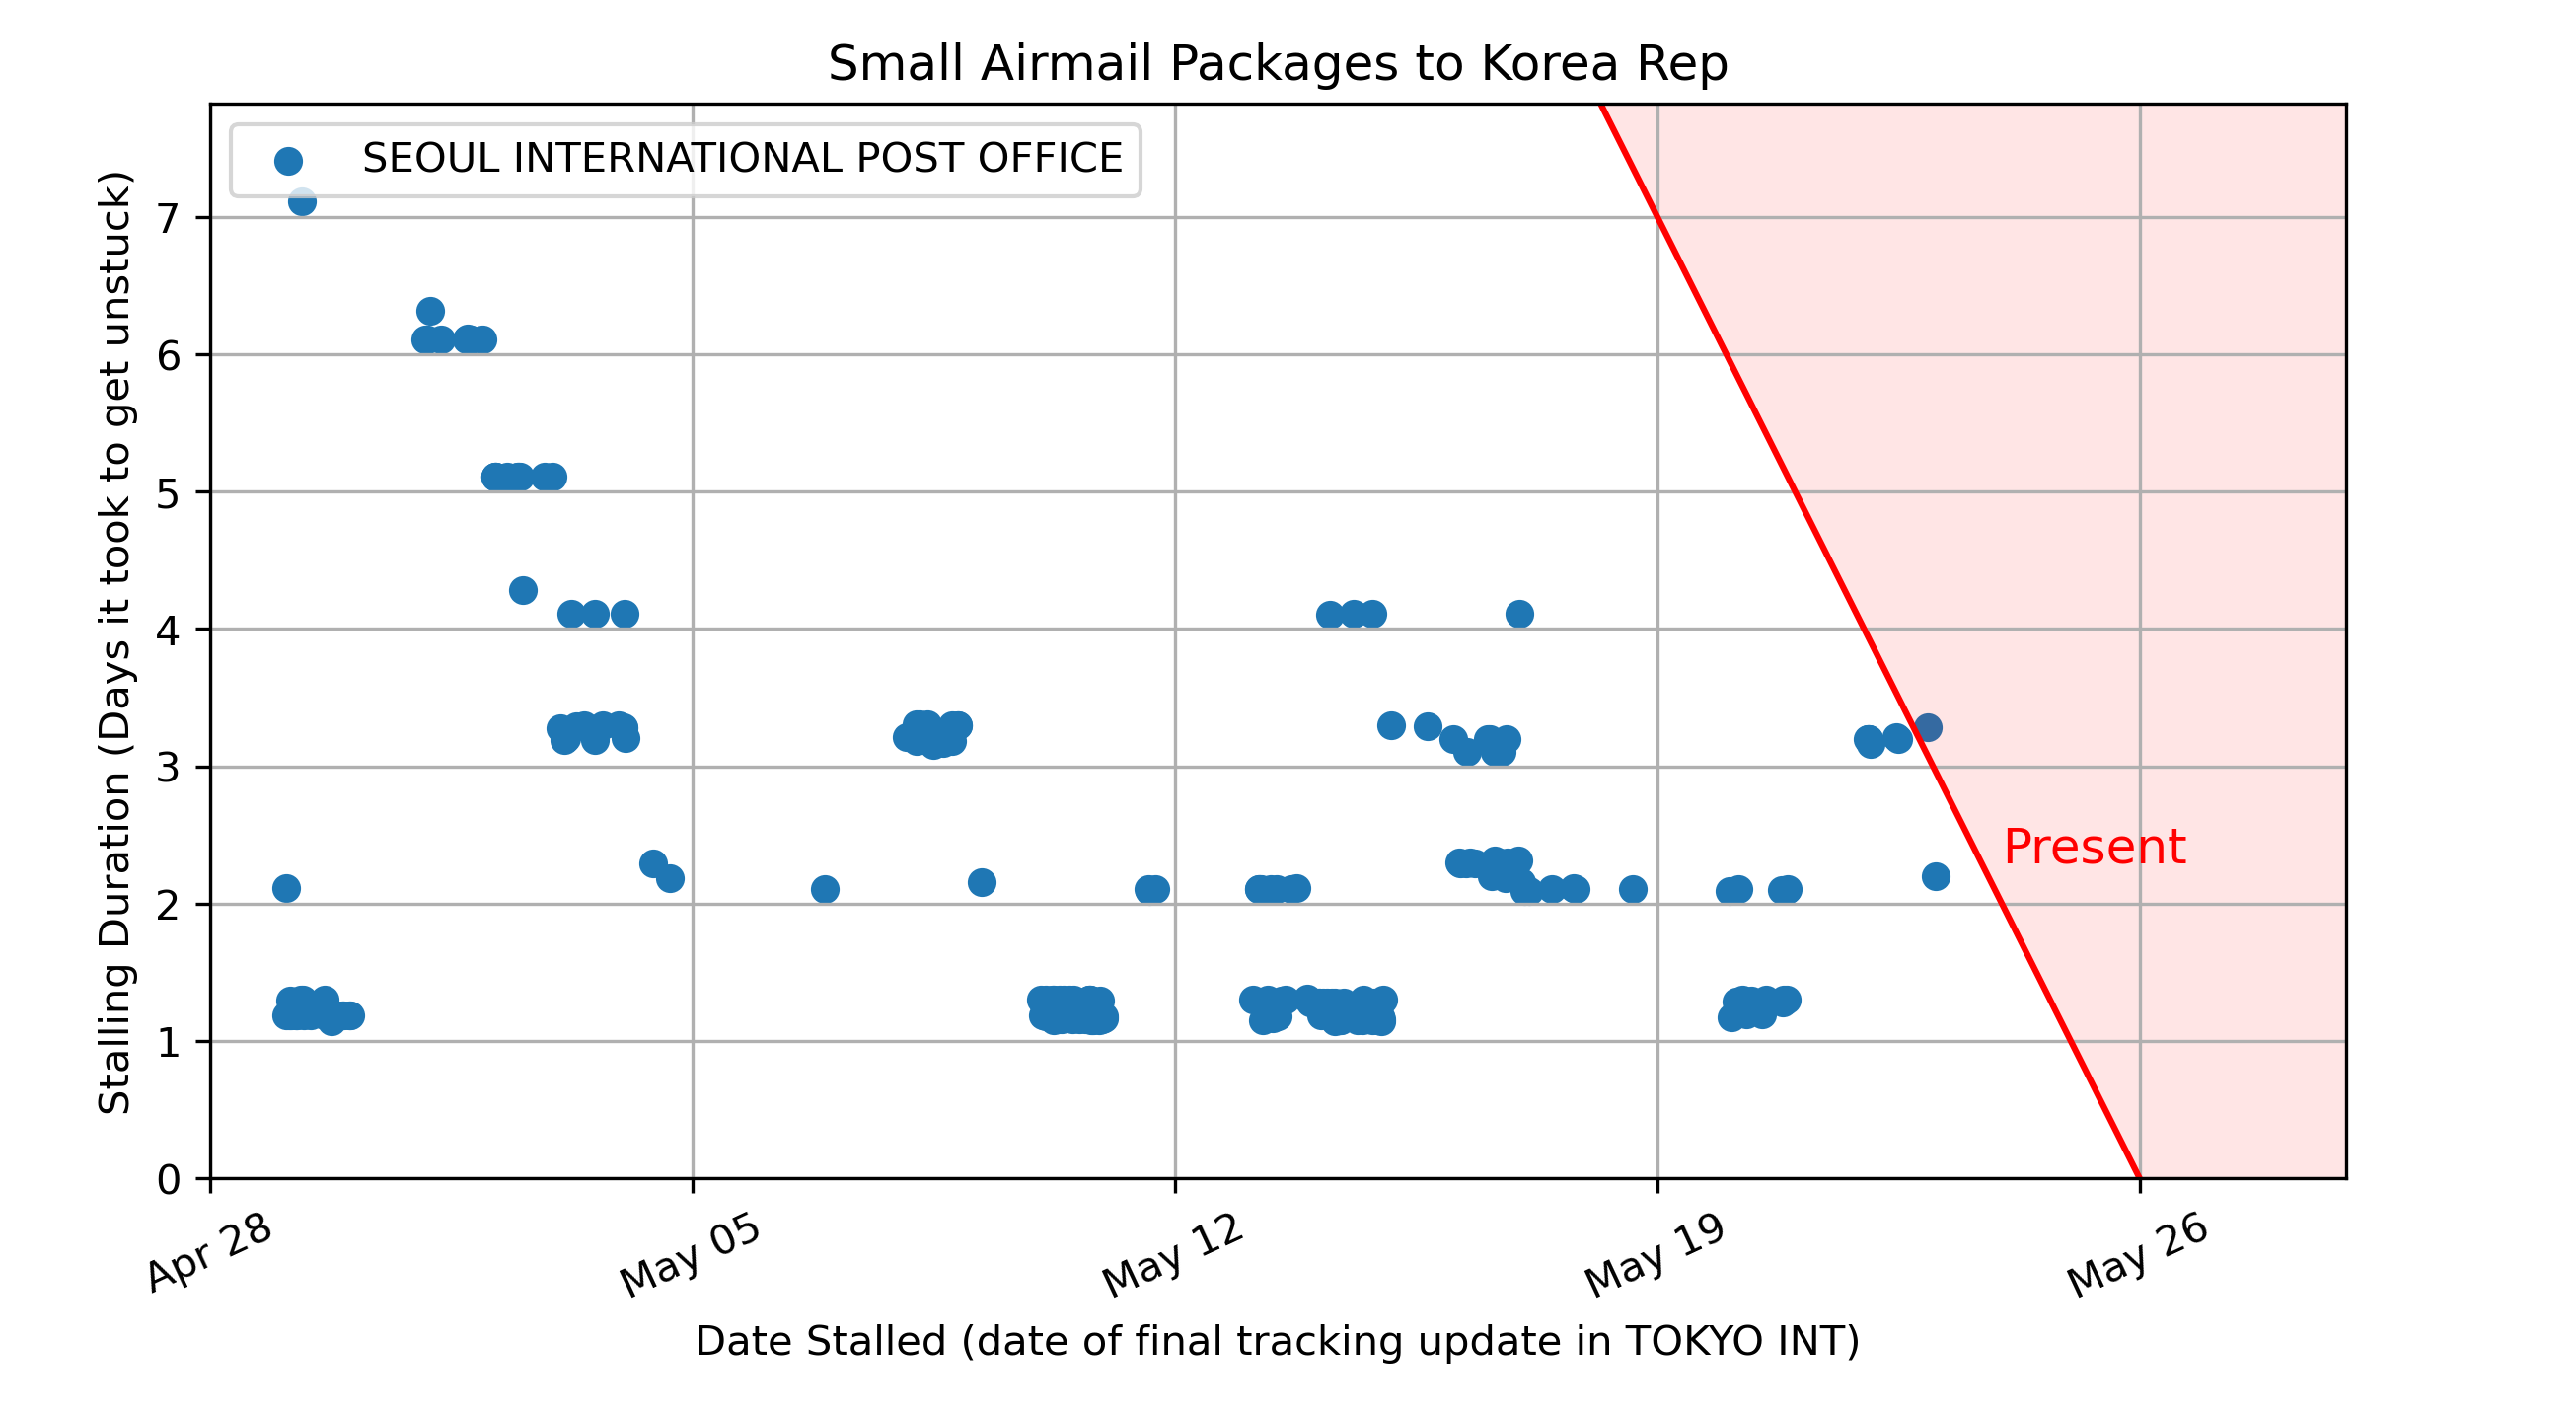 Small Airmail Packages to Korea Rep
SEOUL INTERNATIONAL POST OFFICE
Stalling Duration (Days it took to get unstuck)
7
6
5
4
3
2
1
0
Present
Apr 28
May 05
May 12
May 19
May 26
Date Stalled (date of final tracking update in TOKYO INT)